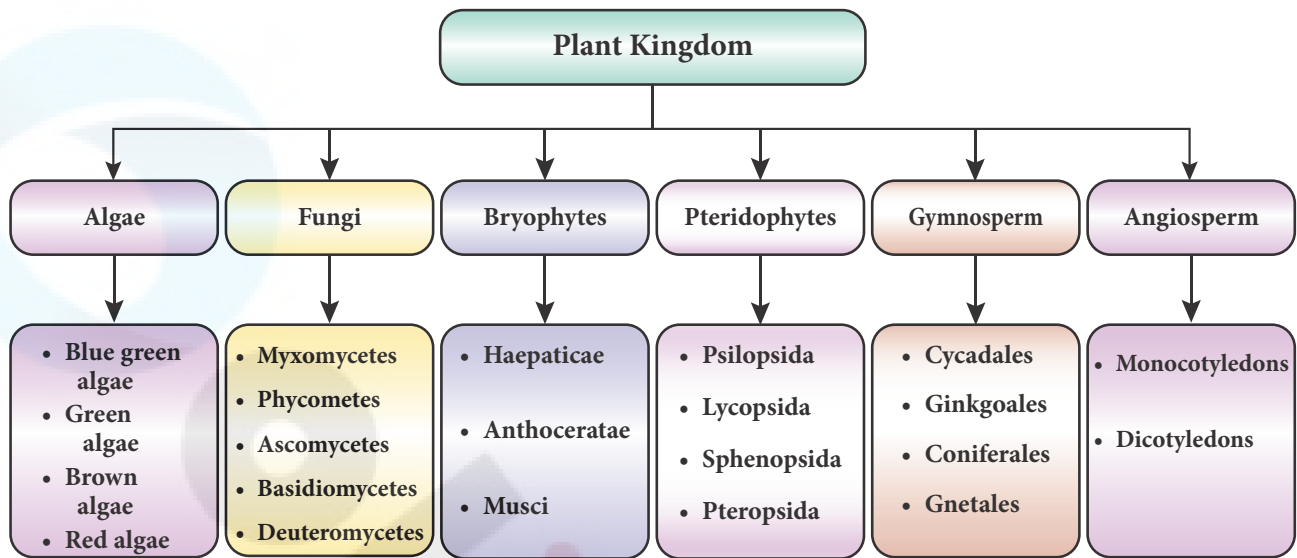 Plant Kingdom
Algae
Fungi
Bryophytes
Pteridophytes
Gymnosperm
Angiosperm
• Blue green
algae
• Green
algae
• Brown
algae
• Red algae
• Myxomycetes
• Phycometes
• Ascomycetes
• Basidiomycetes
• Deuteromycetes
• Haepaticae
• Anthoceratae
• Musci
• Psilopsida
• Lycopsida
• Sphenopsida
• Pteropsida
• Cycadales
• Ginkgoales
• Coniferales
• Gnetales
• Monocotyledons
• Dicotyledons